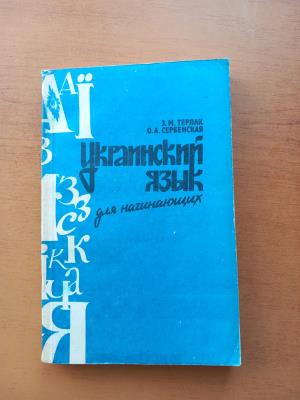 З. М. ТЕРЛАК
О. А. СЕРБЕНСКАЯ
Украинский
язык
для начинающих